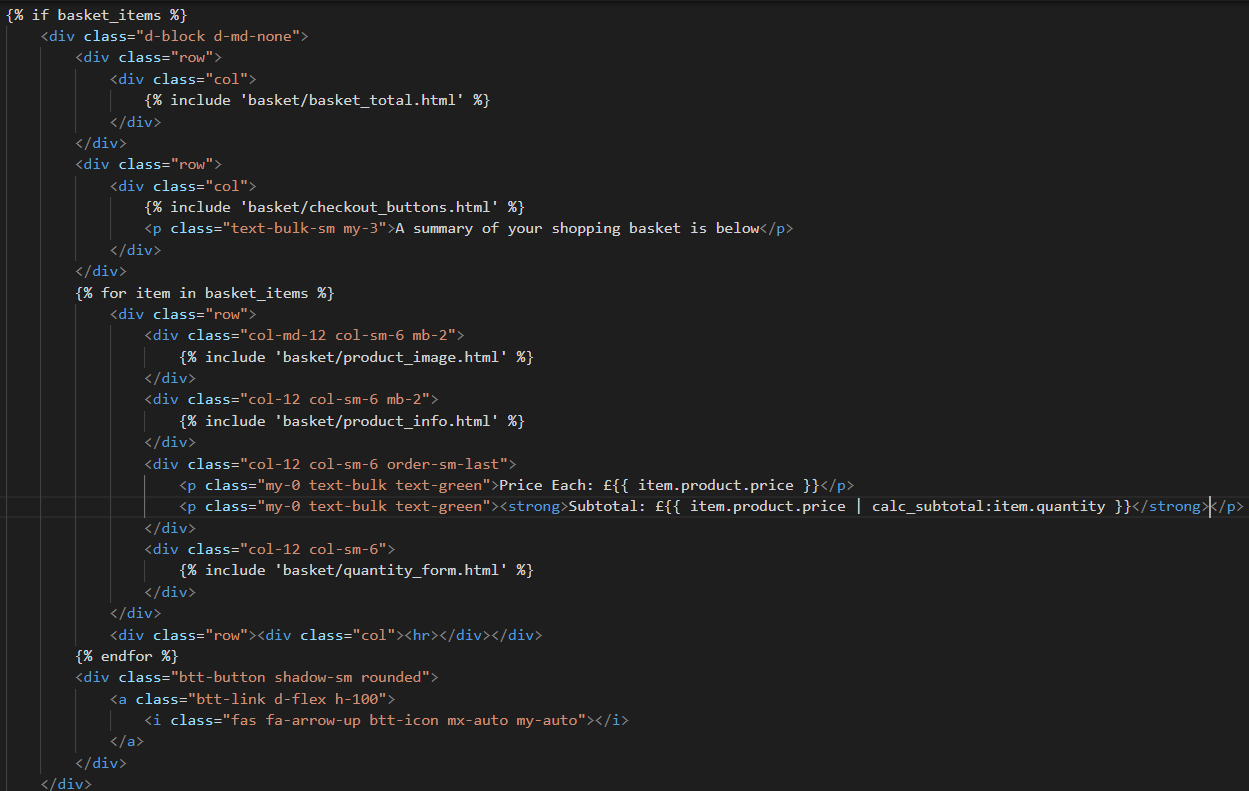 {% if basket_items %}
    <div class="d-block d-md-none">
        <div class="row">
            <div class="col">
                {% include 'basket/basket_total.html' %}
            </div>
        </div>
        <div class="row">
            <div class="col">
                {% include 'basket/checkout_buttons.html' %}
                <p class="text-bulk-sm my-3">A summary of your shopping basket is below</p>
            </div>
        </div>
        {% for item in basket_items %}
            <div class="row">
                <div class="col-md-12 col-sm-6 mb-2">
                    {% include 'basket/product_image.html' %}
                </div>
                <div class="col-12 col-sm-6 mb-2">
                    {% include 'basket/product_info.html' %}
                </div>
                <div class="col-12 col-sm-6 order-sm-last">
                    <p class="my-0 text-bulk text-green">Price Each: £{{ item.product.price }}</p>
                    <p class="my-0 text-bulk text-green"><strong>Subtotal: £{{ item.product.price | calc_subtotal:item.quantity }}</strong></p>
                </div>
                <div class="col-12 col-sm-6">
                    {% include 'basket/quantity_form.html' %}
                </div>
            </div>
            <div class="row"><div class="col"><hr></div></div>
        {% endfor %}
        <div class="btt-button shadow-sm rounded">
            <a class="btt-link d-flex h-100">
                <i class="fas fa-arrow-up btt-icon mx-auto my-auto"></i>
            </a>
        </div>
    </div>